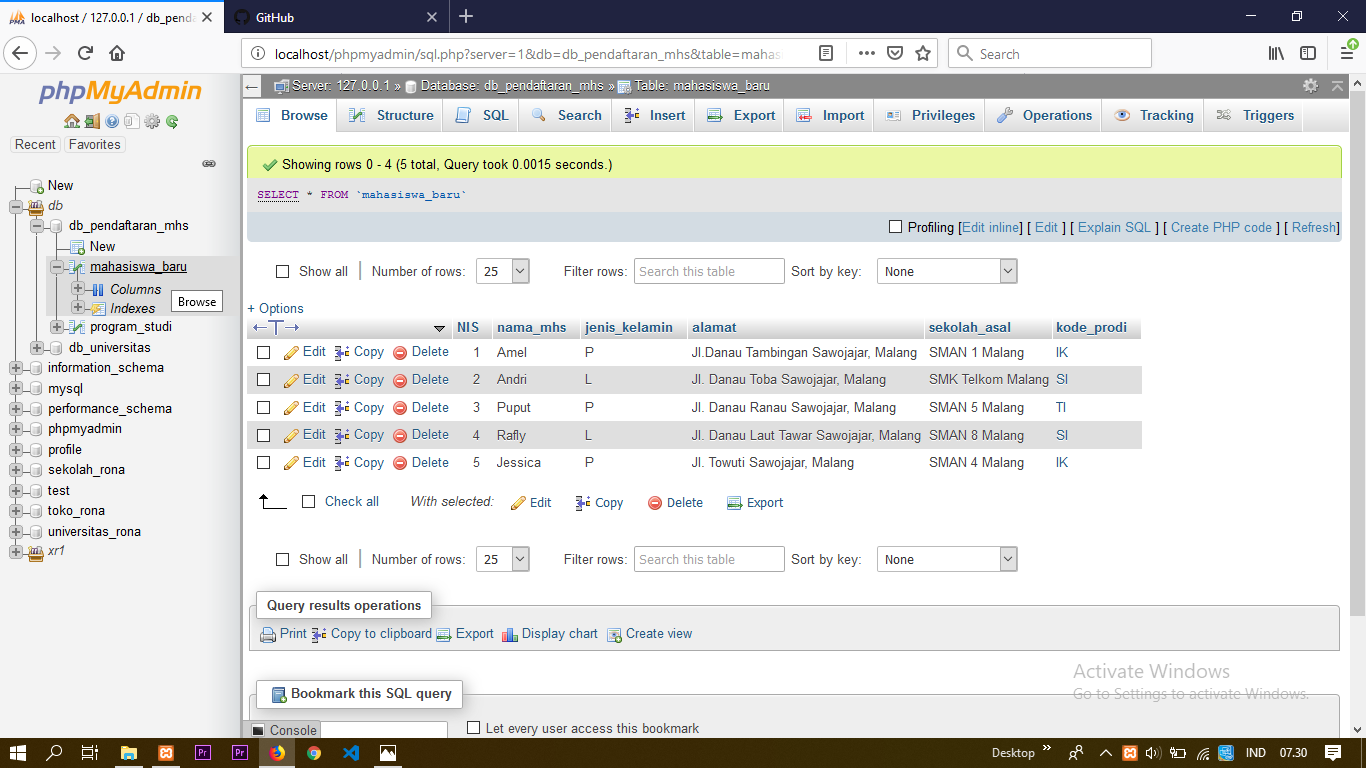 localhost / 127.0.0.1 / db_penda
GitHub
localhost/phpmyadmin/sql.php?server=1&db=db_pendaftaran_mhs&table=mahas
Search
phpMyAdmin
Recent Favorites
New
db
db_pendaftaran_mhs
New
mahasiswa_baru
Columns
Indexes
Browse
program_studi
db_universitas
information_schema
mysql
performance_schema
phpmyadmin
profile
sekolah_rona
test
toko_rona
universitas_rona
xr1
Server: 127.0.0.1 » Database: db_pendaftaran_mhs » Table: mahasiswa_baru
Browse Structure SQL Search Insert Export Import Privileges Operations Tracking Triggers
Showing rows 0 - 4 (5 total, Query took 0.0015 seconds.)
SELECT * FROM `mahasiswa_baru`
Profiling [Edit inline] [ Edit ] [ Explain SQL ] [ Create PHP code ] [ Refresh]
Show all | Number of rows: 25 Filter rows: Search this table Sort by key: None
+ Options
←T→ NIS nama_mhs jenis_kelamin alamat sekolah_asal kode_prodi
Edit Copy Delete 1 Amel P Jl.Danau Tambingan Sawojajar, Malang SMAN 1 Malang IK
Edit Copy Delete 2 Andri L Jl. Danau Toba Sawojajar, Malang SMK Telkom Malang SI
Edit Copy Delete 3 Puput P Jl. Danau Ranau Sawojajar, Malang SMAN 5 Malang TI
Edit Copy Delete 4 Rafly L Jl. Danau Laut Tawar Sawojajar, Malang SMAN 8 Malang SI
Edit Copy Delete 5 Jessica P Jl. Towuti Sawojajar, Malang SMAN 4 Malang IK
Check all With selected: Edit Copy Delete Export
Show all | Number of rows: 25 Filter rows: Search this table Sort by key: None
Query results operations
Print Copy to clipboard Export Display chart Create view
Bookmark this SQL query
Activate Windows
Go to Settings to activate Windows.
Console
Let every user access this bookmark
Pr Pr Desktop » IND 07.30